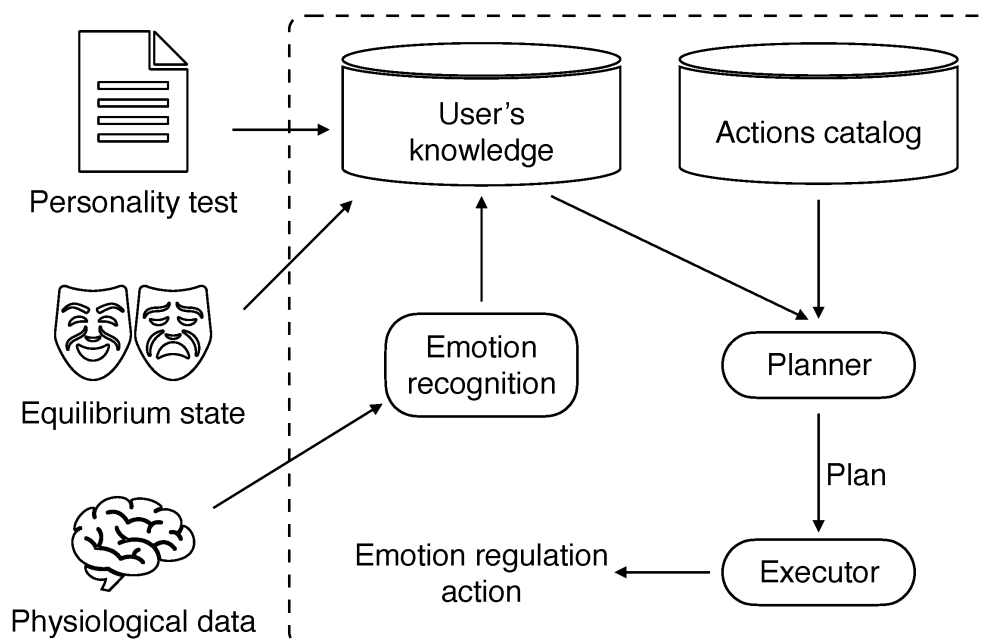 User's
knowledge
Actions catalog
Personality test
Emotion
recognition
Planner
Equilibrium state
Plan
Emotion regulation
action
Executor
Physiological data